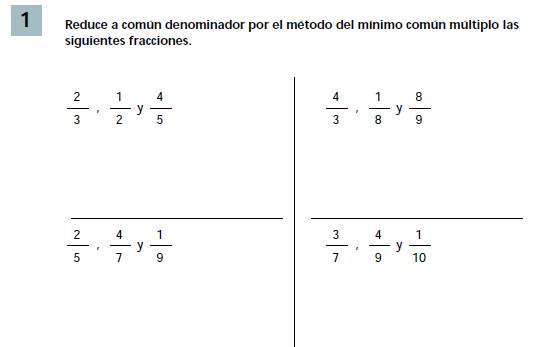 1
Reduce a común denominador por el método del mínimo común múltiplo las
siguientes fracciones.
2/3 , 1/2 y 4/5
4/3 , 1/8 y 8/9
2/5 , 4/7 y 1/9
3/7 , 4/9 y 1/10